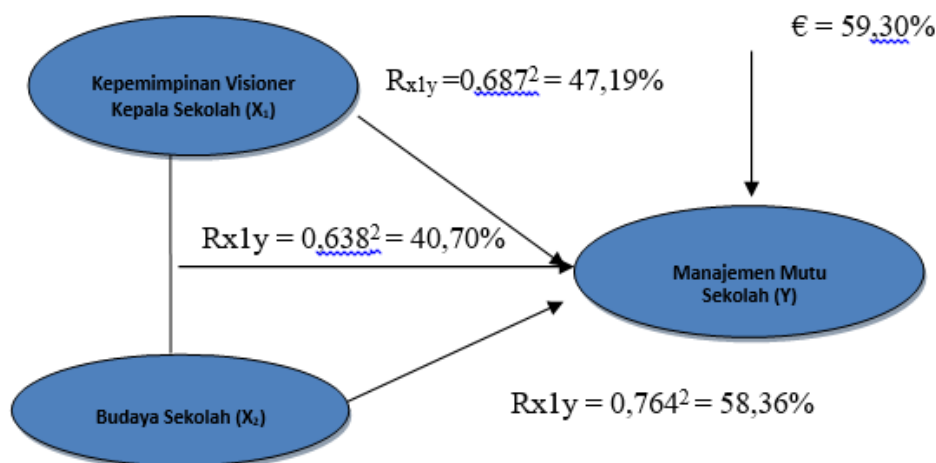 € = 59,30%
Kepemimpinan Visioner
Kepala Sekolah (X₁)
Rx1y =0,687² = 47,19%
Rx1y = 0,638² = 40,70%
Manajemen Mutu
Sekolah (Y)
Budaya Sekolah (X₂)
Rx1y = 0,764² = 58,36%